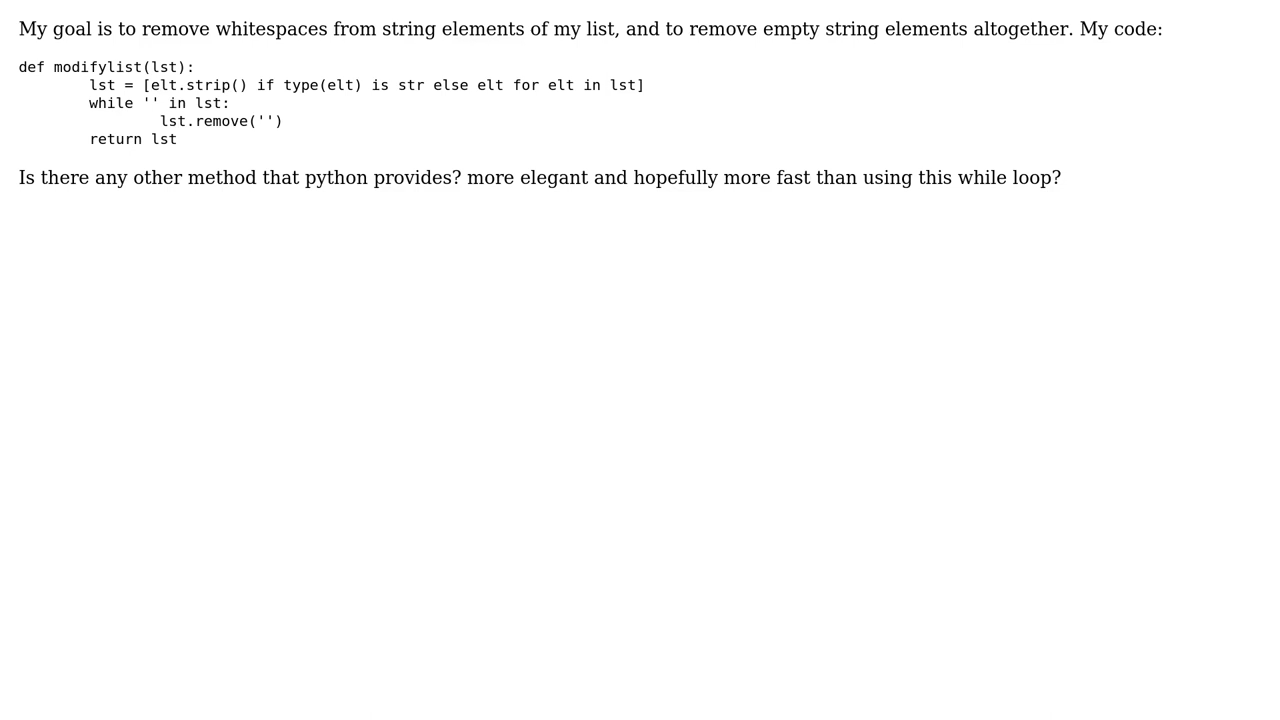 My goal is to remove whitespaces from string elements of my list, and to remove empty string elements altogether. My code:
def modifylist(lst):
        lst = [elt.strip() if type(elt) is str else elt for elt in lst]
        while '' in lst:
                lst.remove('')
        return lst
Is there any other method that python provides? more elegant and hopefully more fast than using this while loop?